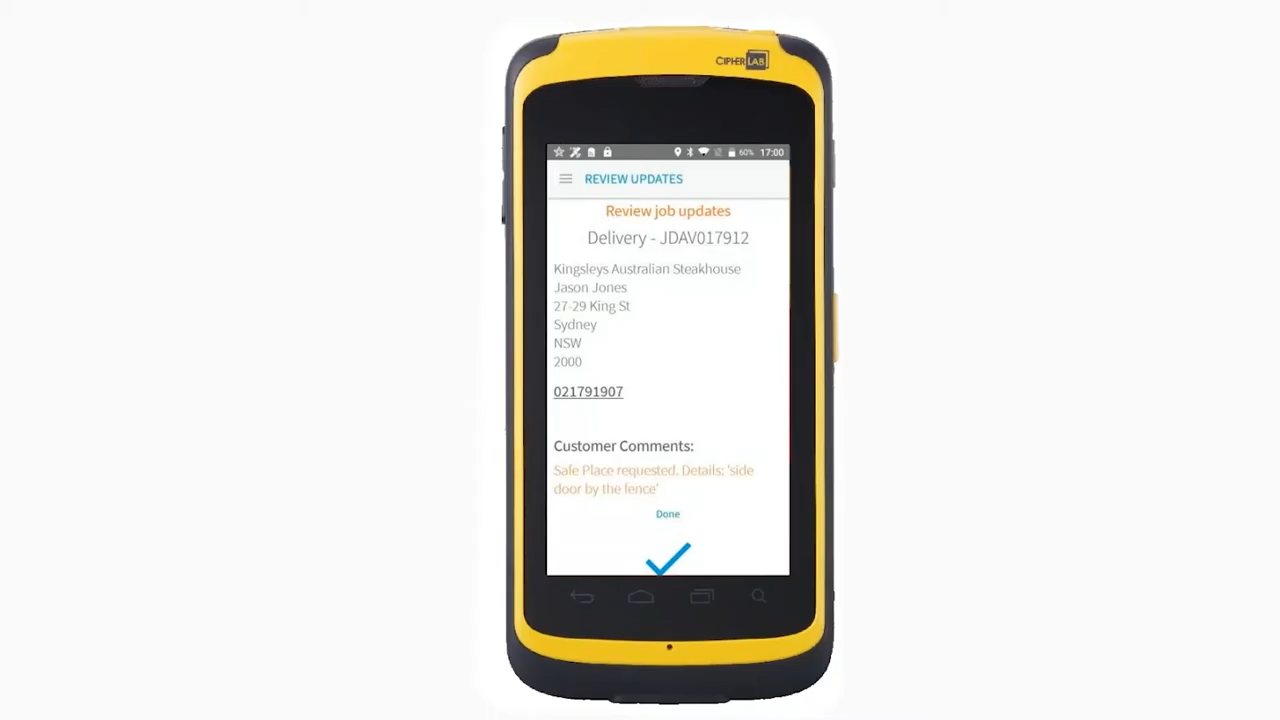 CIPHERLAB
60% 17:00
REVIEW UPDATES
Review job updates
Delivery - JDAV017912
Kingsleys Australian Steakhouse
Jason Jones
27-29 King St
Sydney
NSW
2000
021791907
Customer Comments:
Safe Place requested. Details: 'side
door by the fence'
Done